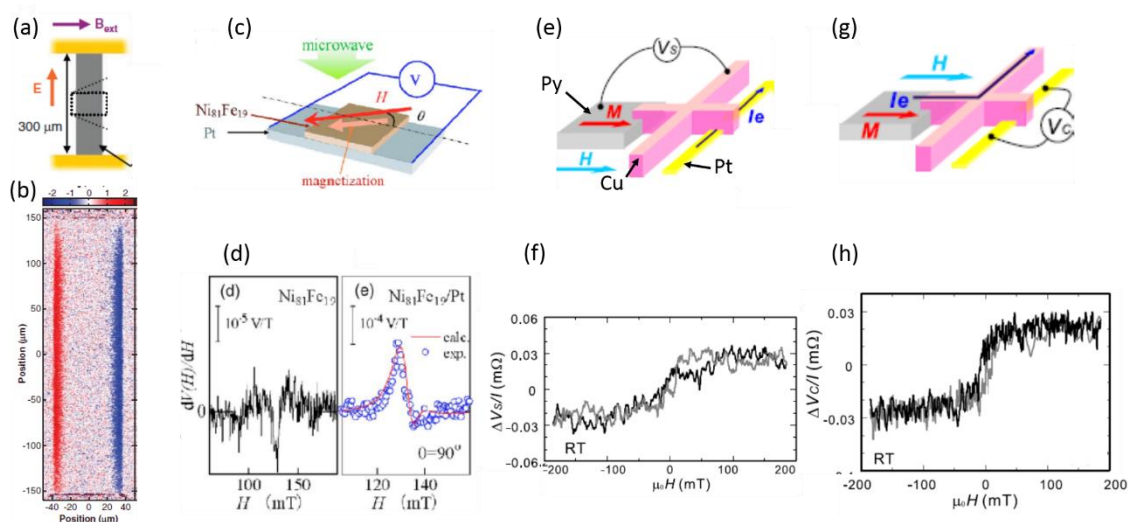 (a)
B ext
E
300 μm
(b)
-2 -1 0 1 2
150
100
50
0
-50
-100
-150
Position (μm)
-40 -20 0 20 40
Position (μm)
(c)
microwave
V
H
θ
Ni81Fe19
Pt
magnetization
(d)
(d) Ni81Fe19
10-5 V/T
dV(H)/dH
0
100 150
H (mT)
(e) Ni81Fe19/Pt
10-4 V/T
calc.
exp.
θ=90°
120 140
H (mT)
(e)
VS
Py
M
Ie
H
Cu
Pt
(f)
0.06
0.03
0
-0.03
-0.06
ΔVS/I (mΩ)
RT
-200 -100 0 100 200
μ0H (mT)
(g)
H
Ie
M
VC
(h)
0.03
0
-0.03
ΔVC/I (mΩ)
RT
-200 -100 0 100 200
μ0H (mT)